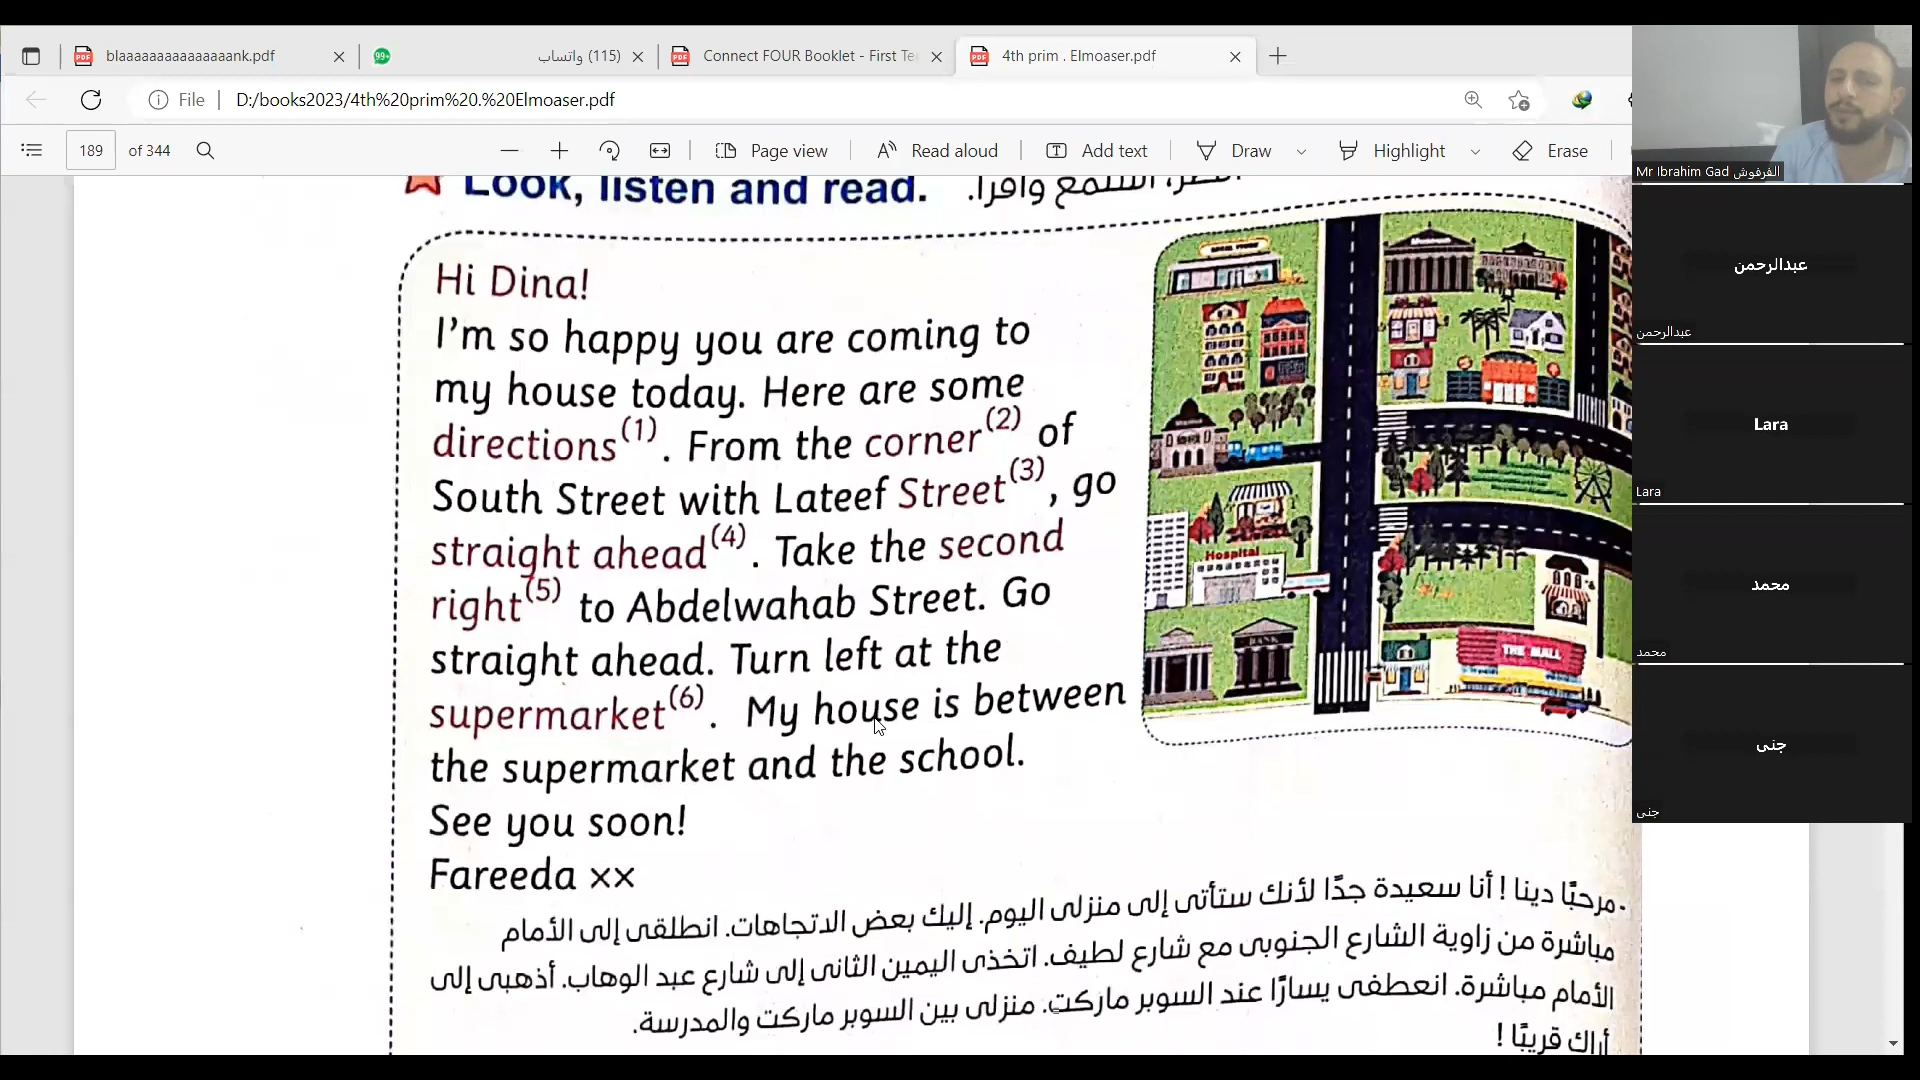 blaaaaaaaaaaaaaaaank.pdf
99+
واتساب (115)
Connect FOUR Booklet - First Te
4th prim . Elmoaser.pdf
File
D:/books2023/4th%20prim%20.%20Elmoaser.pdf
189 of 344
Page view
Read aloud
Add text
Draw
Highlight
Erase
Look, listen and read.
انظر، استمع واقرأ.
Hi Dina!
I'm so happy you are coming to
my house today. Here are some
directions(1). From the corner(2) of
South Street with Lateef Street(3), go
straight ahead(4). Take the second
right(5) to Abdelwahab Street. Go
straight ahead. Turn left at the
supermarket(6). My house is between
the supermarket and the school.
See you soon!
Fareeda xx
Hospital
BANK
THE MALL
•مرحبًا دينا ! أنا سعيدة جدًا لأنك ستأتى إلى منزلى اليوم. إليك بعض الاتجاهات. انطلقى إلى الأمام
مباشرة من زاوية الشارع الجنوبى مع شارع لطيف. اتخذى اليمين الثانى إلى شارع عبد الوهاب. أذهبى إلى
الأمام مباشرة. انعطفى يسارًا عند السوبر ماركت. منزلى بين السوبر ماركت والمدرسة.
أراك قريبًا !
Mr Ibrahim Gad الفرفوش
عبدالرحمن
عبدالرحمن
Lara
Lara
محمد
محمد
جنى
جنى